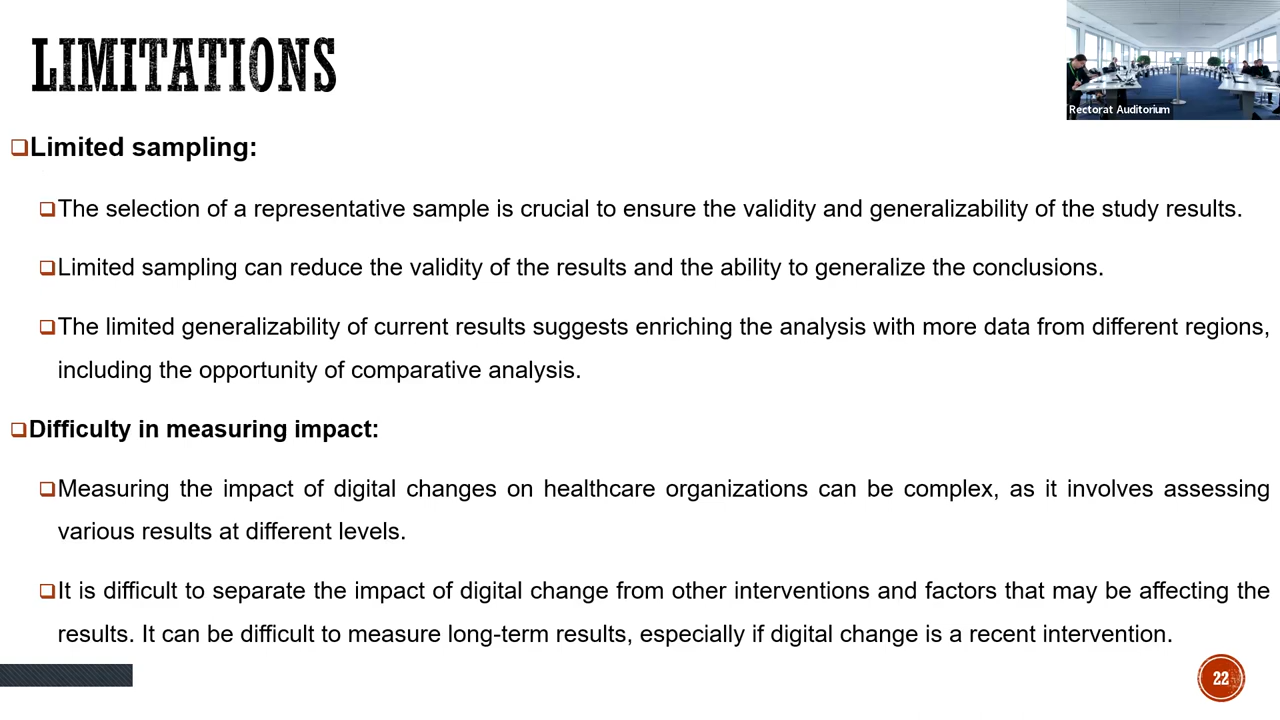 LIMITATIONS
Rectorat Auditorium
Limited sampling:
The selection of a representative sample is crucial to ensure the validity and generalizability of the study results.
Limited sampling can reduce the validity of the results and the ability to generalize the conclusions.
The limited generalizability of current results suggests enriching the analysis with more data from different regions,
including the opportunity of comparative analysis.
Difficulty in measuring impact:
Measuring the impact of digital changes on healthcare organizations can be complex, as it involves assessing
various results at different levels.
It is difficult to separate the impact of digital change from other interventions and factors that may be affecting the
results. It can be difficult to measure long-term results, especially if digital change is a recent intervention.
22